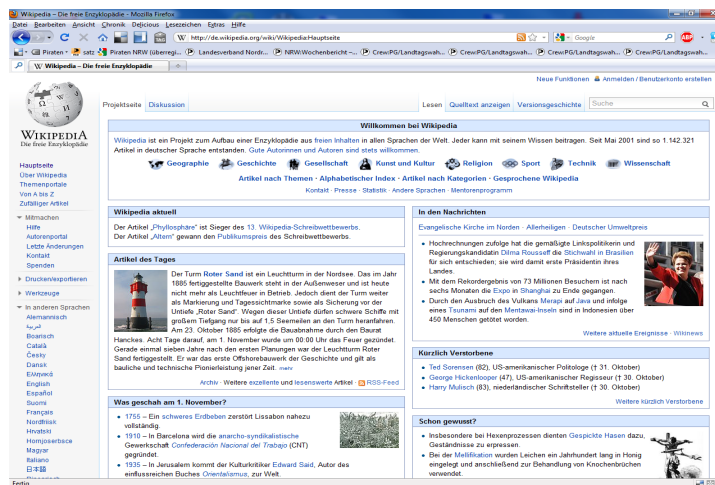 Wikipedia – Die freie Enzyklopädie - Mozilla Firefox
Datei Bearbeiten Ansicht Chronik Delicious Lesezeichen Extras Hilfe
http://de.wikipedia.org/wiki/Wikipedia:Hauptseite
Google
Piraten
satz
Piraten NRW (überregi...
Landesverband Nordr...
NRW:Wochenbericht –...
Crew:PG/Landtagswah...
Crew:PG/Landtagswah...
Crew:PG/Landtagswah...
Crew:PG/Landtagswah...
Wikipedia – Die freie Enzyklopädie
Neue Funktionen Anmelden / Benutzerkonto erstellen
Projektseite Diskussion
Lesen Quelltext anzeigen Versionsgeschichte Suche
WIKIPEDIA
Die freie Enzyklopädie
Hauptseite
Über Wikipedia
Themenportale
Von A bis Z
Zufälliger Artikel
Mitmachen
Hilfe
Autorenportal
Letzte Änderungen
Kontakt
Spenden
Drucken/exportieren
Werkzeuge
In anderen Sprachen
Alemannisch
العربية
Boarisch
Català
Česky
Dansk
Ελληνικά
English
Español
Suomi
Français
Nordfriisk
Hrvatski
Hornjoserbsce
Magyar
Italiano
日本語
Willkommen bei Wikipedia
Wikipedia ist ein Projekt zum Aufbau einer Enzyklopädie aus freien Inhalten in allen Sprachen der Welt. Jeder kann mit seinem Wissen beitragen. Seit Mai 2001 sind so 1.142.321
Artikel in deutscher Sprache entstanden. Gute Autorinnen und Autoren sind stets willkommen.
Geographie Geschichte Gesellschaft Kunst und Kultur Religion Sport Technik Wissenschaft
Artikel nach Themen · Alphabetischer Index · Artikel nach Kategorien · Gesprochene Wikipedia
Kontakt · Presse · Statistik · Andere Sprachen · Mentorenprogramm
Wikipedia aktuell
Der Artikel „Phyllosphäre“ ist Sieger des 13. Wikipedia-Schreibwettbewerbs.
Der Artikel „Altern“ gewann den Publikumspreis des Schreibwettbewerbs.
Artikel des Tages
Der Turm Roter Sand ist ein Leuchtturm in der Nordsee. Das im Jahr
1885 fertiggestellte Bauwerk steht in der Außenweser und ist heute
nicht mehr als Leuchtfeuer in Betrieb. Jedoch dient der Turm weiter
als Markierung und Tagessichtmarke sowie als Sicherung vor der
Untiefe „Roter Sand“. Wegen dieser Untiefe dürfen schwere Schiffe mit
großem Tiefgang nur bis auf 1,5 Seemeilen an den Turm heranfahren.
Am 23. Oktober 1885 erfolgte die Bauabnahme durch den Baurat
Hanckes. Acht Tage darauf, am 1. November wurde um 00:00 Uhr das Feuer gezündet.
Gerade einmal sieben Jahre nach den ersten Planungen war der Leuchtturm Roter
Sand fertiggestellt. Er war das erste Offshorebauwerk der Geschichte und gilt als
bauliche und technische Pionierleistung jener Zeit. mehr
Archiv · Weitere exzellente und lesenswerte Artikel · RSS-Feed
Was geschah am 1. November?
1755 – Ein schweres Erdbeben zerstört Lissabon nahezu
vollständig.
1910 – In Barcelona wird die anarcho-syndikalistische
Gewerkschaft Confederación Nacional del Trabajo (CNT)
gegründet.
1935 – In Jerusalem kommt der Kulturkritiker Edward Said, Autor des
einflussreichen Buches Orientalismus, zur Welt.
In den Nachrichten
Evangelische Kirche im Norden · Allerheiligen · Deutscher Umweltpreis
Hochrechnungen zufolge hat die gemäßigte Linkspolitikerin und
Regierungskandidatin Dilma Rousseff die Stichwahl in Brasilien
für sich entschieden; sie wird damit erste Präsidentin ihres
Landes.
Mit dem Rekordergebnis von 73 Millionen Besuchern ist nach
sechs Monaten die Expo in Shanghai zu Ende gegangen.
Durch den Ausbruch des Vulkans Merapi auf Java und infolge
eines Tsunami auf den Mentawai-Inseln sind in Indonesien über
450 Menschen getötet worden.
Weitere aktuelle Ereignisse · Wikinews
Kürzlich Verstorbene
Ted Sorensen (82), US-amerikanischer Politologe († 31. Oktober)
George Hickenlooper (47), US-amerikanischer Regisseur († 30. Oktober)
Harry Mulisch (83), niederländischer Schriftsteller († 30. Oktober)
Weitere kürzlich Verstorbene
Schon gewusst?
Insbesondere bei Hexenprozessen dienten Gespickte Hasen dazu,
Geständnisse zu erpressen.
Bei der Mellifikation wurden Leichen ein Jahrhundert lang in Honig
eingelegt und anschließend zur Behandlung von Knochenbrüchen
verwendet.
Fertig